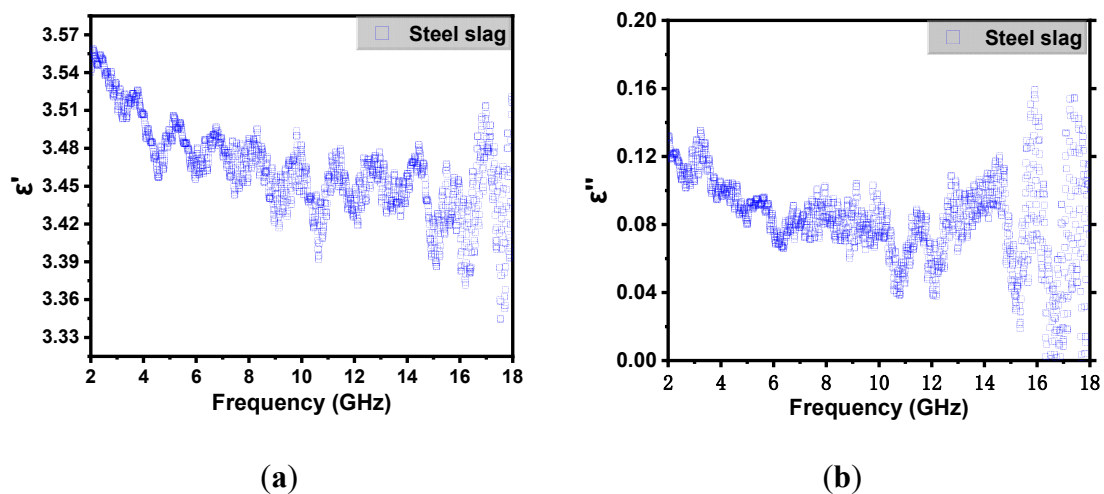 3.57
3.54
3.51
3.48
3.45
3.42
3.39
3.36
3.33
ε'
Steel slag
2 4 6 8 10 12 14 16 18
Frequency (GHz)
(a)
0.20
0.16
0.12
0.08
0.04
0.00
ε''
Steel slag
2 4 6 8 10 12 14 16 18
Frequency (GHz)
(b)